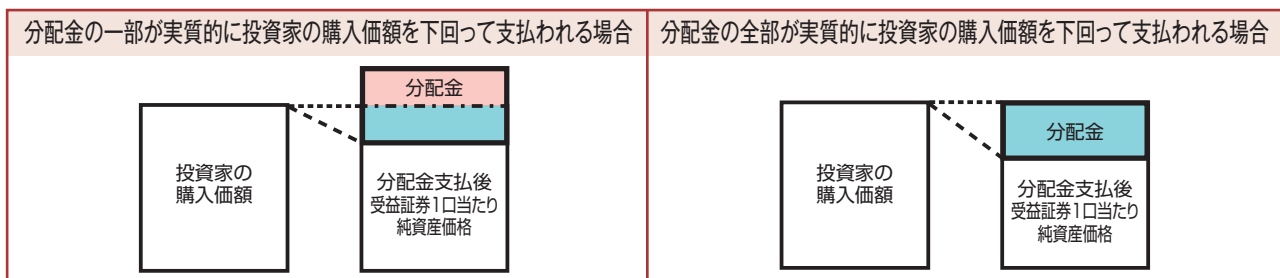 分配金の一部が実質的に投資家の購入価額を下回って支払われる場合
分配金
投資家の
購入価額
分配金支払後
受益証券1口当たり
純資産価格
分配金の全部が実質的に投資家の購入価額を下回って支払われる場合
分配金
投資家の
購入価額
分配金支払後
受益証券1口当たり
純資産価格